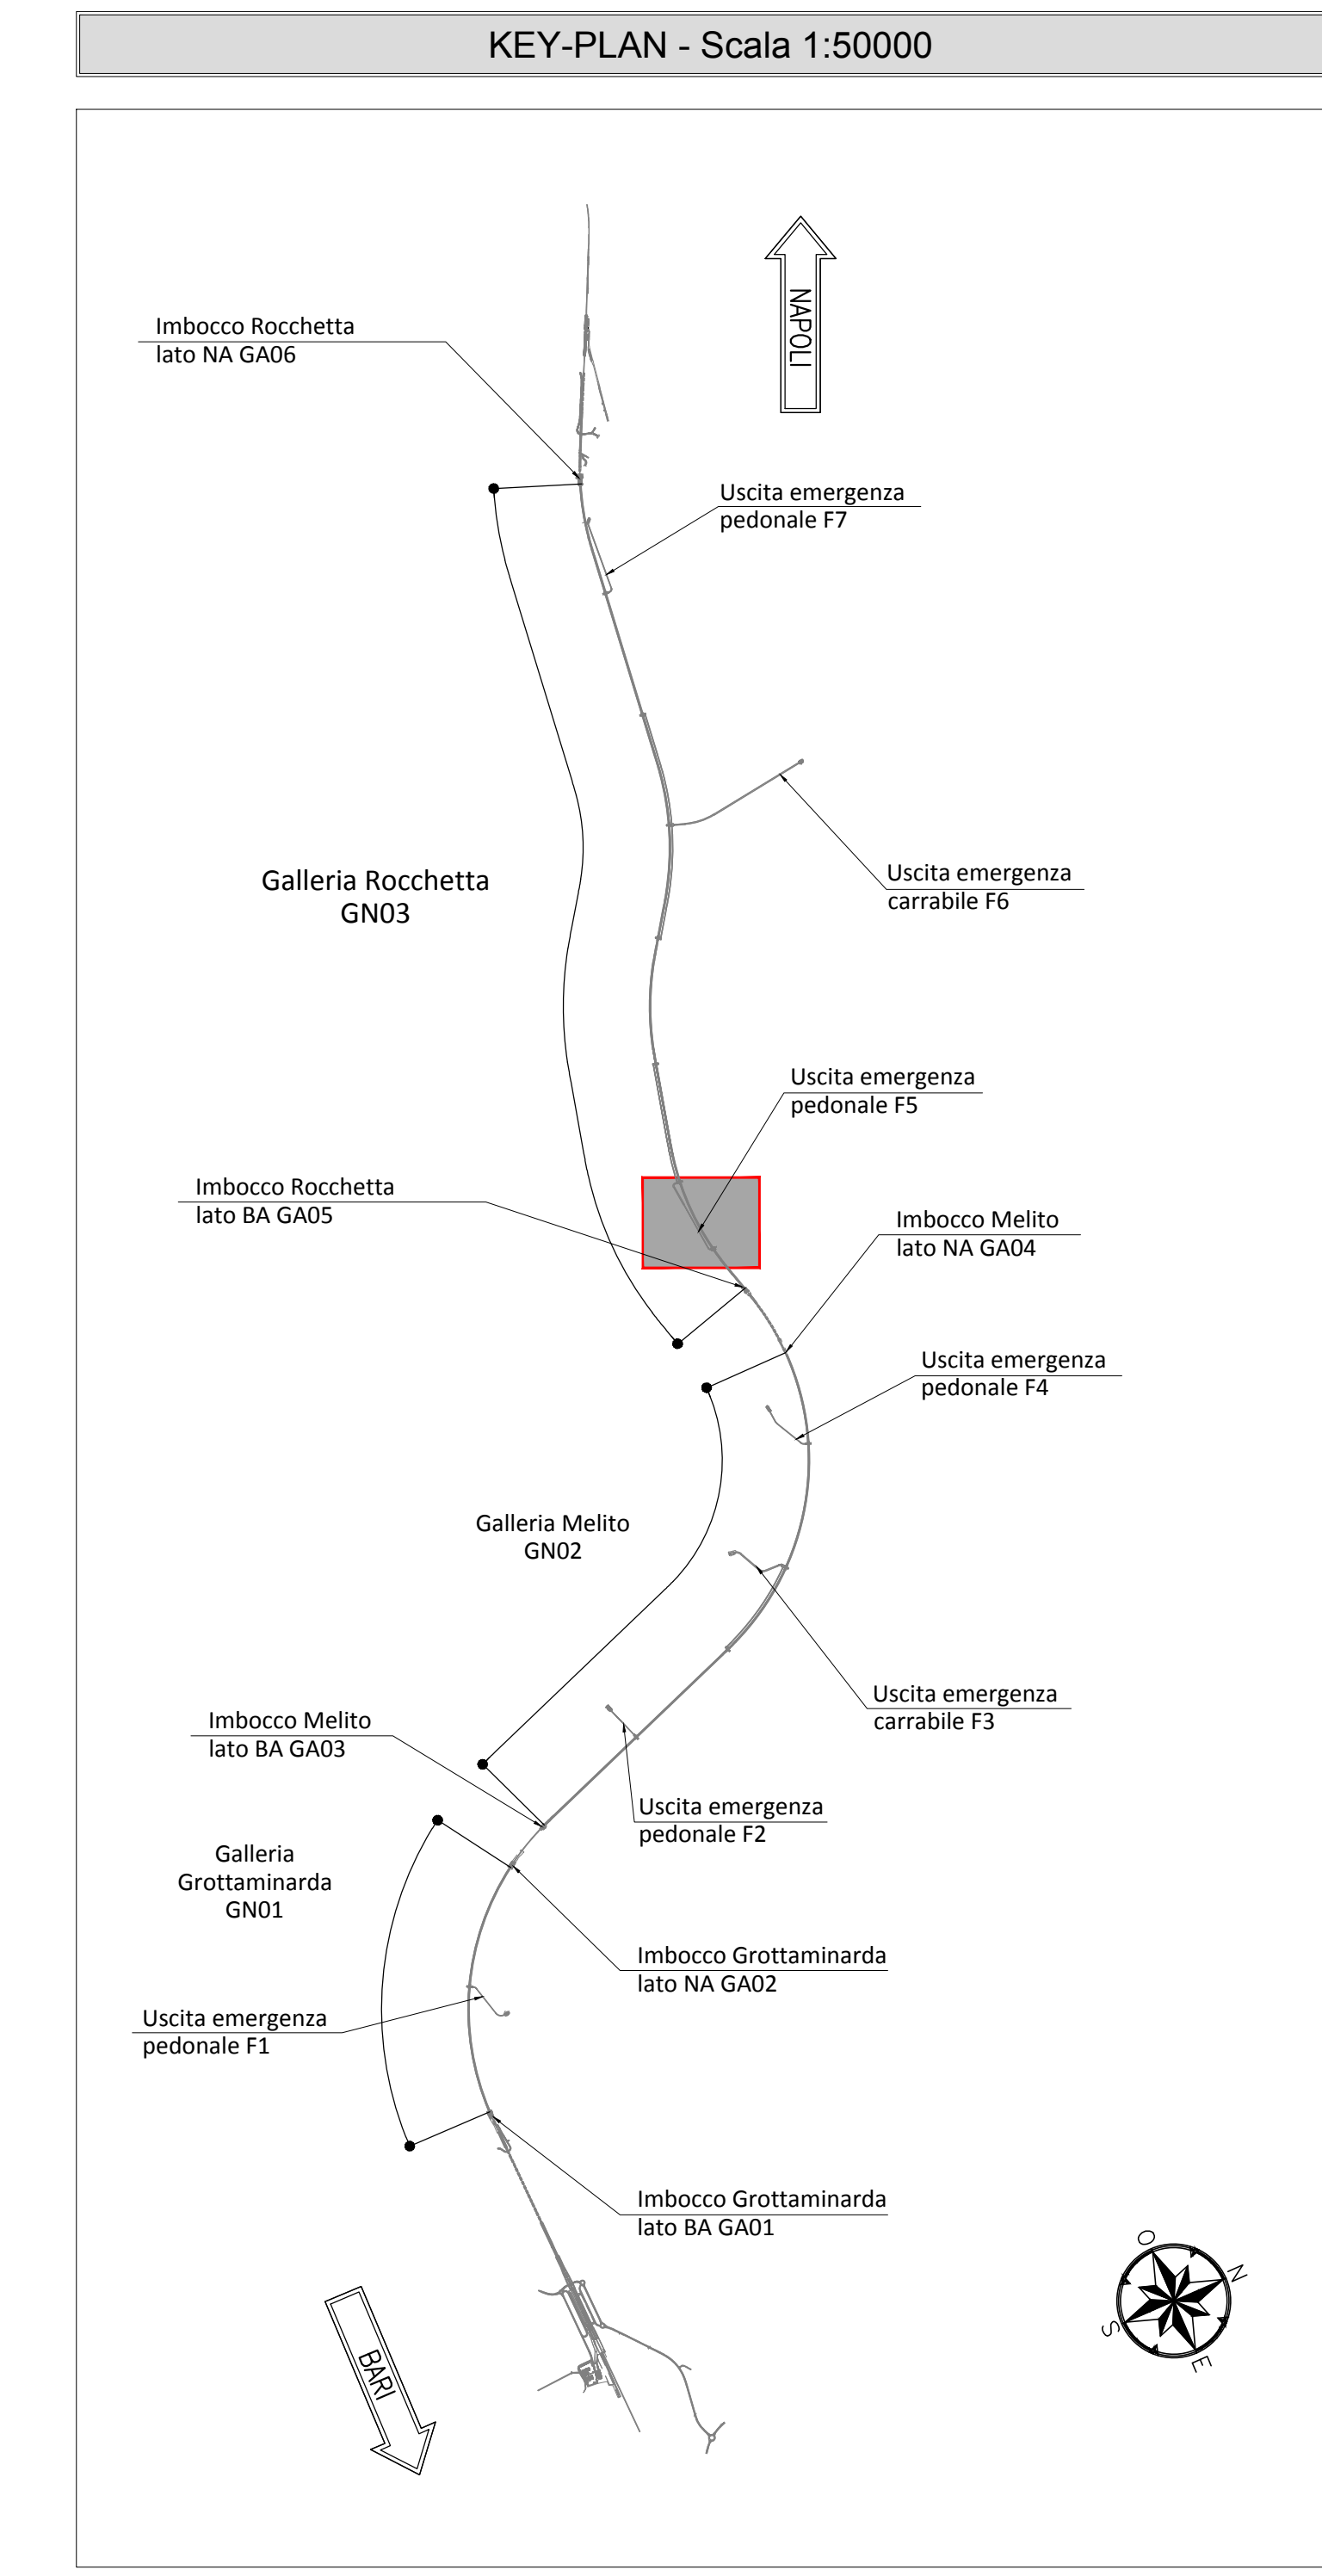 KEY-PLAN - Scala 1:50000
NAPOLI
Imbocco Rocchetta
lato NA GA06
Uscita emergenza
pedonale F7
Galleria Rocchetta
GN03
Uscita emergenza
carrabile F6
Uscita emergenza
pedonale F5
Imbocco Rocchetta
lato BA GA05
Imbocco Melito
lato NA GA04
Uscita emergenza
pedonale F4
Galleria Melito
GN02
Uscita emergenza
carrabile F3
Imbocco Melito
lato BA GA03
Uscita emergenza
pedonale F2
Galleria
Grottaminarda
GN01
Imbocco Grottaminarda
lato NA GA02
Uscita emergenza
pedonale F1
Imbocco Grottaminarda
lato BA GA01
BARI
O
N
S
E